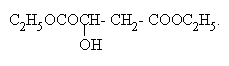 C₂H₅OCOCH- CH₂- COOC₂H₅.
OH